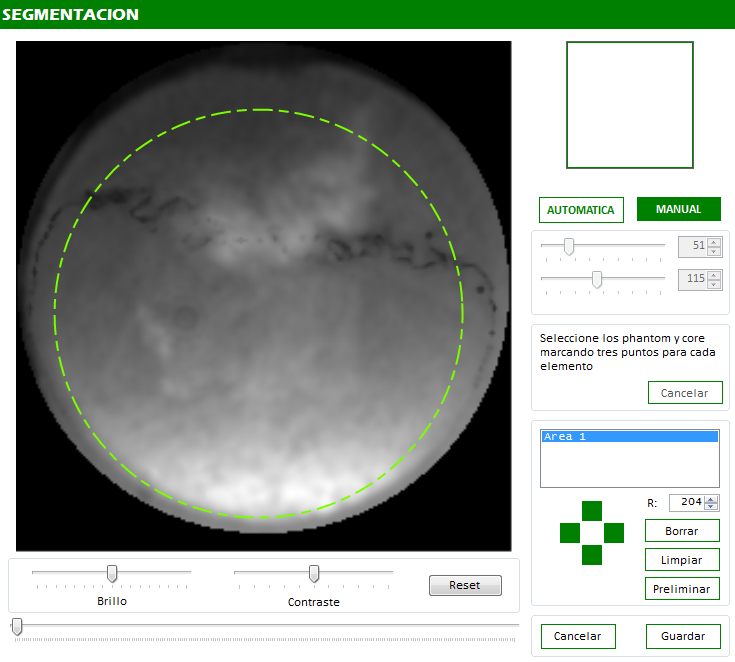 SEGMENTACION
AUTOMATICA
MANUAL
51
115
Seleccione los phantom y core
marcando tres puntos para cada
elemento
Cancelar
Area 1
R: 204
Borrar
Limpiar
Preliminar
Brillo
Contraste
Reset
Cancelar
Guardar